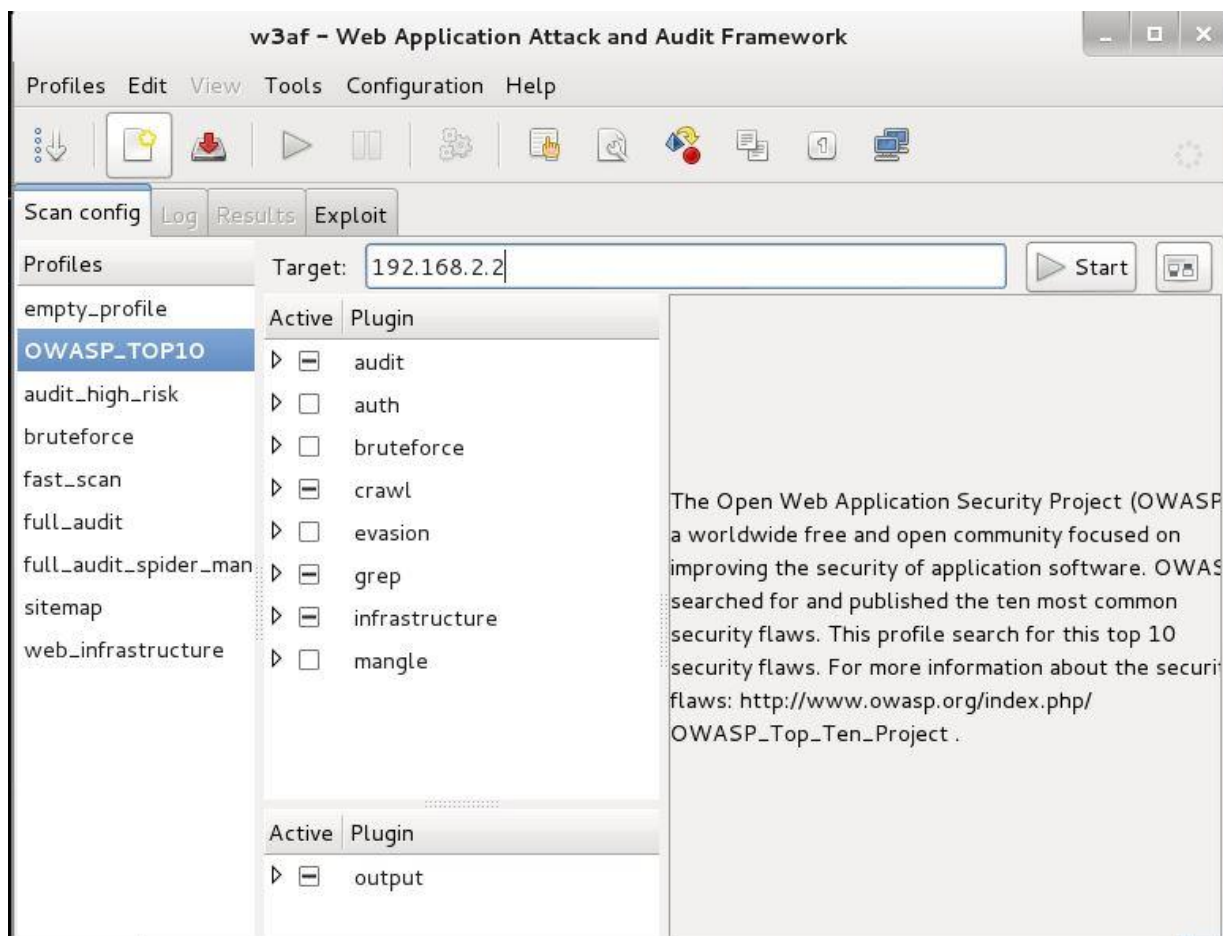 w3af - Web Application Attack and Audit Framework
Profiles Edit View Tools Configuration Help
Scan config Log Results Exploit
Profiles
empty_profile
OWASP_TOP10
audit_high_risk
bruteforce
fast_scan
full_audit
full_audit_spider_man
sitemap
web_infrastructure
Target: 192.168.2.2 Start
Active Plugin
audit
auth
bruteforce
crawl
evasion
grep
infrastructure
mangle
Active Plugin
output
The Open Web Application Security Project (OWASP
a worldwide free and open community focused on
improving the security of application software. OWAS
searched for and published the ten most common
security flaws. This profile search for this top 10
security flaws. For more information about the securi
flaws: http://www.owasp.org/index.php/
OWASP_Top_Ten_Project .